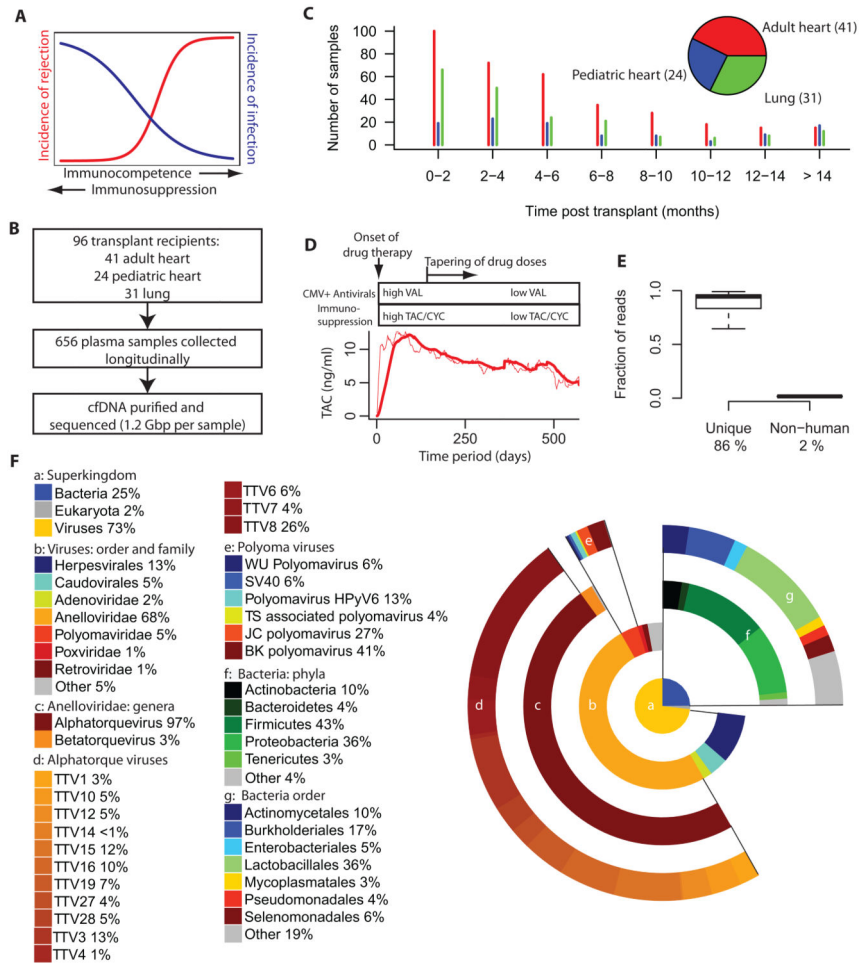 A
Incidence of rejection
Incidence of infection
Immunocompetence
Immunosuppression
B
96 transplant recipients:
41 adult heart
24 pediatric heart
31 lung
656 plasma samples collected
longitudinally
cfDNA purified and
sequenced (1.2 Gbp per sample)
C
Number of samples
100
80
60
40
20
0
0-2
2-4
4-6
6-8
8-10
10-12
12-14
> 14
Time post transplant (months)
Adult heart (41)
Pediatric heart (24)
Lung (31)
D
Onset of
drug therapy
Tapering of drug doses
CMV+ Antivirals
high VAL
low VAL
Immuno-
suppression
high TAC/CYC
low TAC/CYC
TAC (ng/ml)
10
5
0
0
250
500
Time period (days)
E
Fraction of reads
1.0
0.5
0.0
Unique
86 %
Non-human
2 %
F
a: Superkingdom
Bacteria 25%
Eukaryota 2%
Viruses 73%
b: Viruses: order and family
Herpesvirales 13%
Caudovirales 5%
Adenoviridae 2%
Anelloviridae 68%
Polyomaviridae 5%
Poxviridae 1%
Retroviridae 1%
Other 5%
c: Anelloviridae: genera
Alphatorquevirus 97%
Betatorquevirus 3%
d: Alphatorque viruses
TTV1 3%
TTV10 5%
TTV12 5%
TTV14 <1%
TTV15 12%
TTV16 10%
TTV19 7%
TTV27 4%
TTV28 5%
TTV3 13%
TTV4 1%
TTV6 6%
TTV7 4%
TTV8 26%
e: Polyoma viruses
WU Polyomavirus 6%
SV40 6%
Polyomavirus HPyV6 13%
TS associated polyomavirus 4%
JC polyomavirus 27%
BK polyomavirus 41%
f: Bacteria: phyla
Actinobacteria 10%
Bacteroidetes 4%
Firmicutes 43%
Proteobacteria 36%
Tenericutes 3%
Other 4%
g: Bacteria order
Actinomycetales 10%
Burkholderiales 17%
Enterobacteriales 5%
Lactobacillales 36%
Mycoplasmatales 3%
Pseudomonadales 4%
Selenomonadales 6%
Other 19%
e
g
f
a
b
c
d